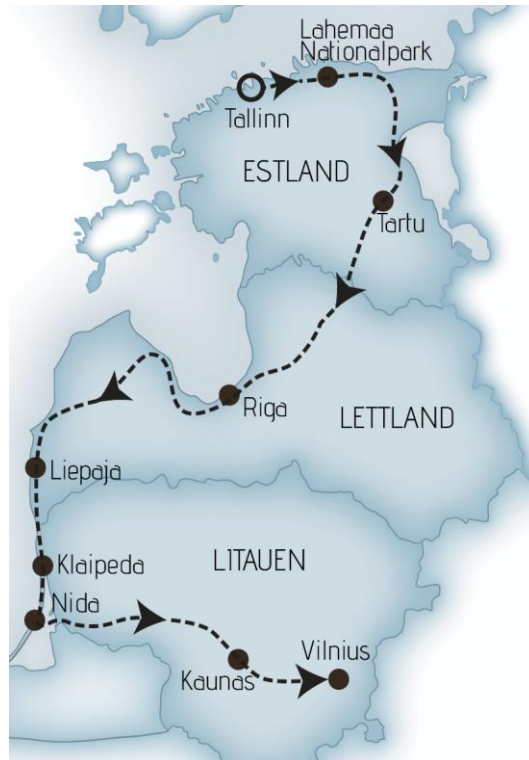 Lahemaa
Nationalpark
Tallinn
ESTLAND
Tartu
Riga
LETTLAND
Liepaja
Klaipeda
LITAUEN
Nida
Vilnius
Kaunas